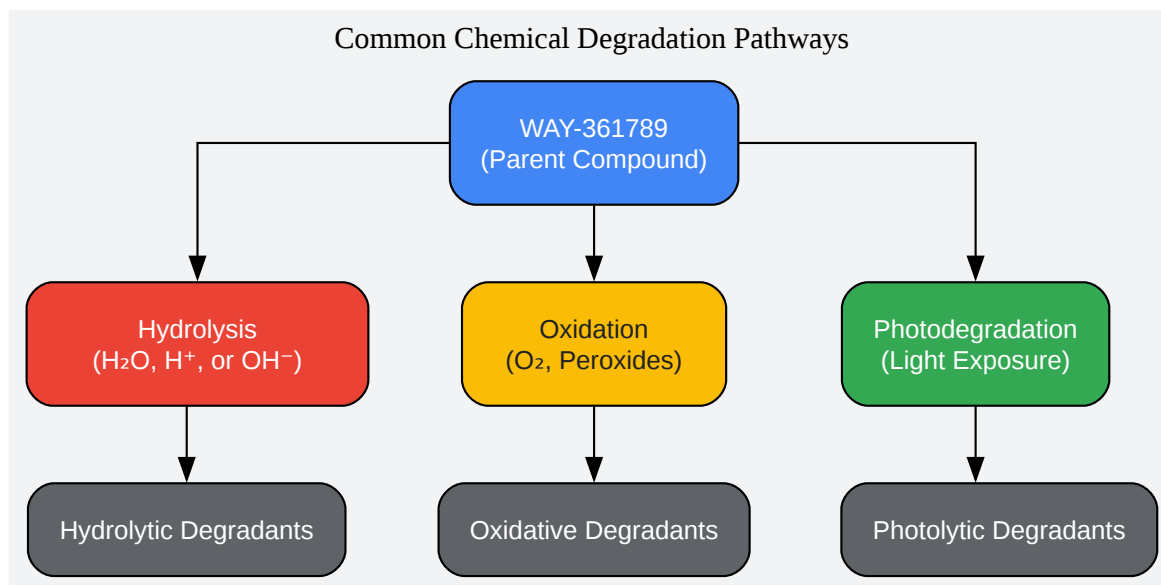 Common Chemical Degradation Pathways
WAY-361789
(Parent Compound)
Hydrolysis
(H₂O, H⁺, or OH⁻)
Oxidation
(O₂, Peroxides)
Photodegradation
(Light Exposure)
Hydrolytic Degradants
Oxidative Degradants
Photolytic Degradants